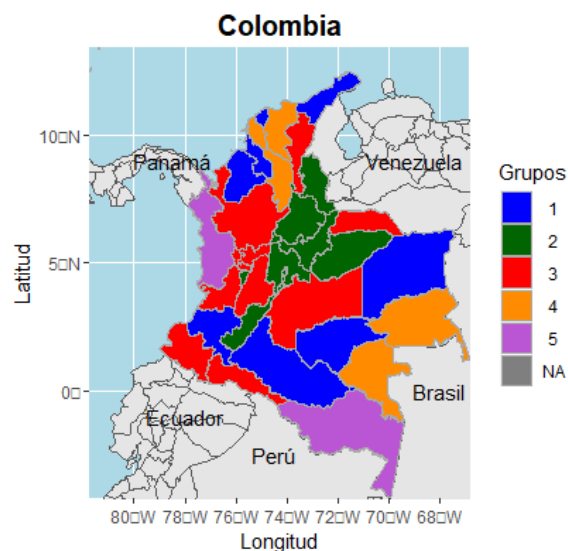 Colombia
Latitud
10□N
5□N
0□
Panamá
Venezuela
Ecuador
Brasil
Perú
80□W 78□W 76□W 74□W 72□W 70□W 68□W
Longitud
Grupos
1
2
3
4
5
NA